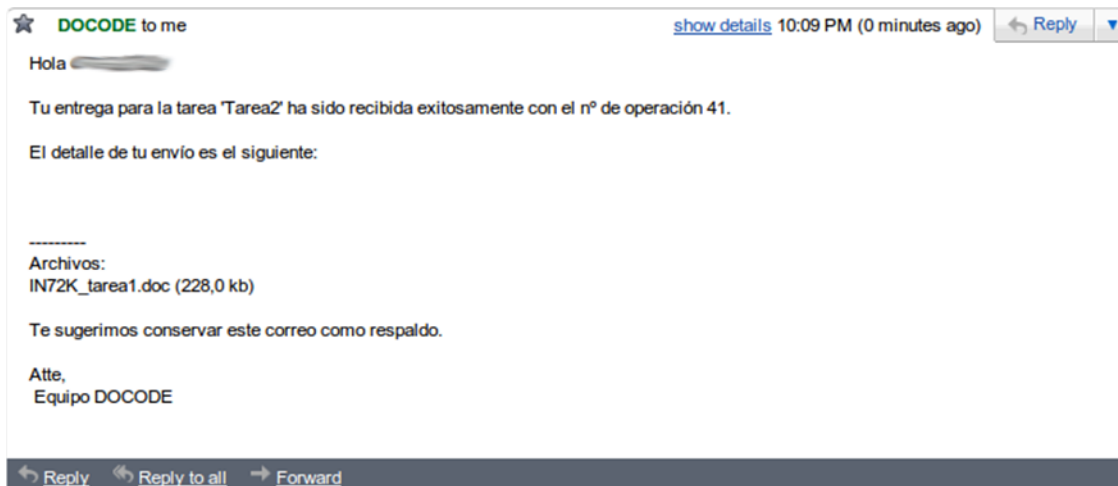 DOCODE to me show details 10:09 PM (0 minutes ago) Reply
Hola
Tu entrega para la tarea 'Tarea2' ha sido recibida exitosamente con el nº de operación 41.
El detalle de tu envío es el siguiente:
---------
Archivos:
IN72K_tarea1.doc (228,0 kb)
Te sugerimos conservar este correo como respaldo.
Atte,
Equipo DOCODE
Reply Reply to all Forward